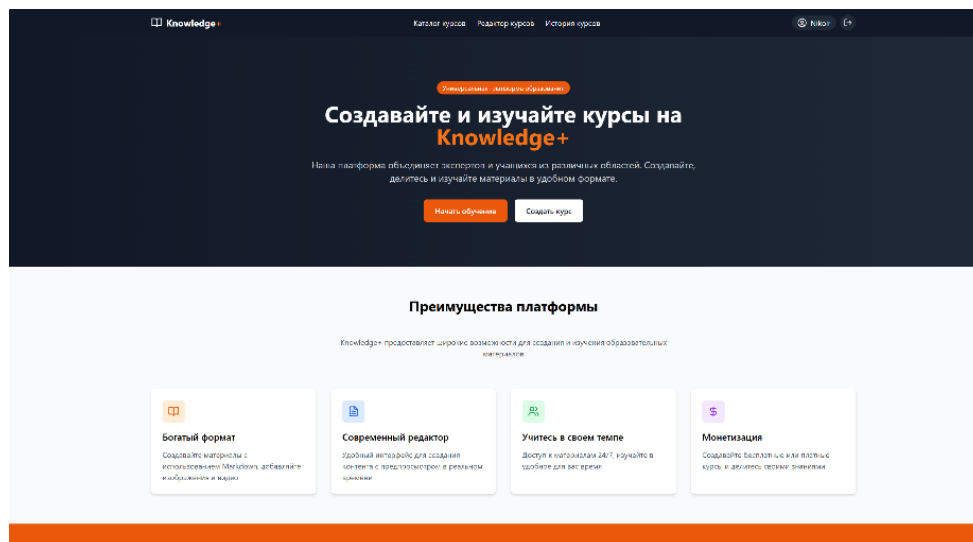 Knowledge+
Каталог курсов Редактор курсов История курсов
Nikoir
Универсальная платформа образования
Создавайте и изучайте курсы на
Knowledge+
Наша платформа объединяет экспертов и учащихся из различных областей. Создавайте,
делитесь и изучайте материалы в удобном формате.
Начать обучение
Создать курс
Преимущества платформы
Knowledge+ предоставляет широкие возможности для создания и изучения образовательных
материалов
Богатый формат
Создавайте материалы с
использованием Markdown, добавляйте
изображения и видео
Современный редактор
Удобный интерфейс для создания
контента с предпросмотром в реальном
времени
Учитесь в своем темпе
Доступ к материалам 24/7, изучайте в
удобное для вас время
Монетизация
Создавайте бесплатные или платные
курсы и делитесь своими знаниями